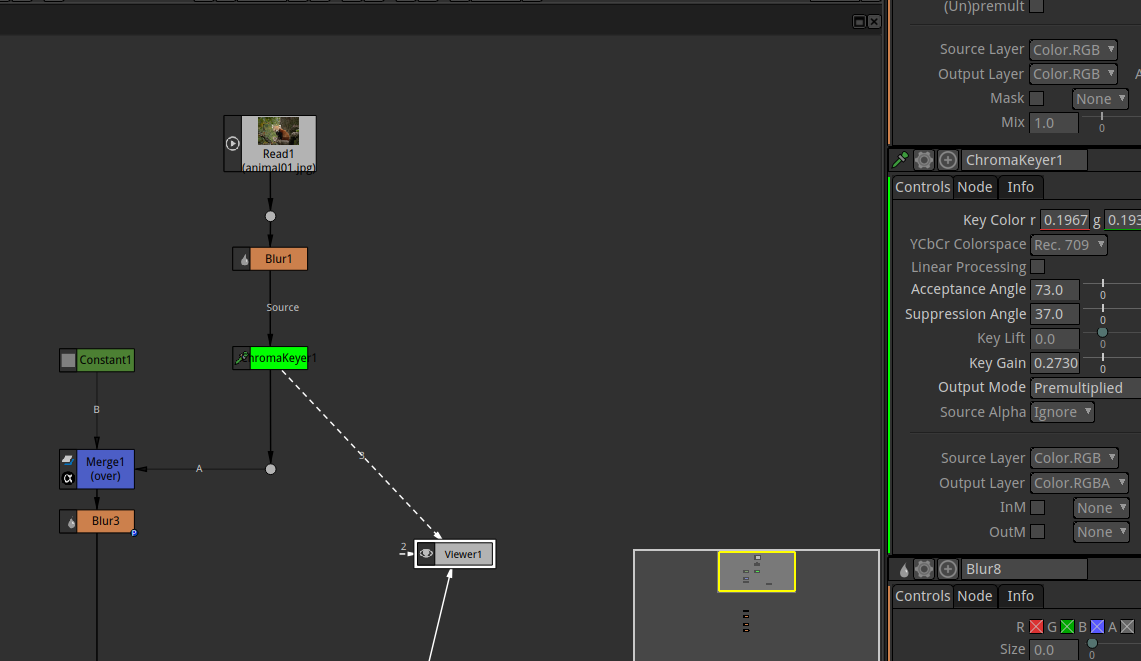 (Un)premult
Source Layer Color.RGB
Output Layer Color.RGB A
Mask None
Mix 1.0
0
ChromaKeyer1
Controls Node Info
Key Color r 0.1967 g 0.193
YCbCr Colorspace Rec. 709
Linear Processing
Acceptance Angle 73.0
0
Suppression Angle 37.0
0
Key Lift 0.0
0
Key Gain 0.2730
0
Output Mode Premultiplied
Source Alpha Ignore
Source Layer Color.RGB
Output Layer Color.RGBA
InM None
OutM None
Blur8
Controls Node Info
R G B A
Size 0.0
0
Read1
(animal01.jpg)
Blur1
Source
ChromaKeyer1
Constant1
B
Merge1
(over)
A
Blur3
P
3
2
Viewer1